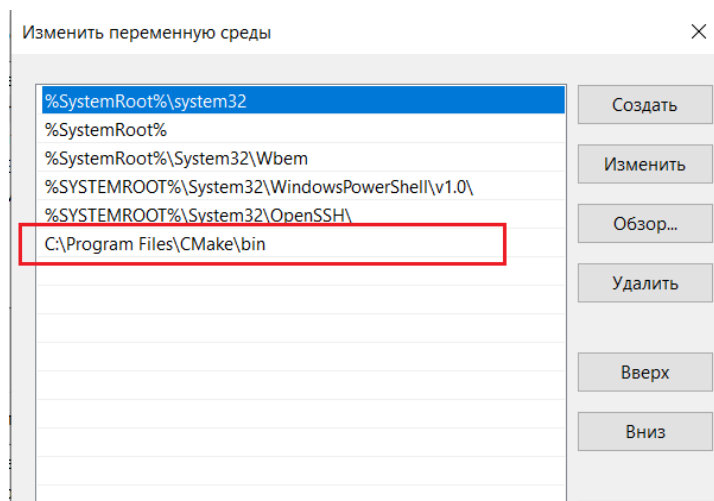 Изменить переменную среды
%SystemRoot%\system32
%SystemRoot%
%SystemRoot%\System32\Wbem
%SYSTEMROOT%\System32\WindowsPowerShell\v1.0\
%SYSTEMROOT%\System32\OpenSSH\
C:\Program Files\CMake\bin
Создать
Изменить
Обзор...
Удалить
Вверх
Вниз